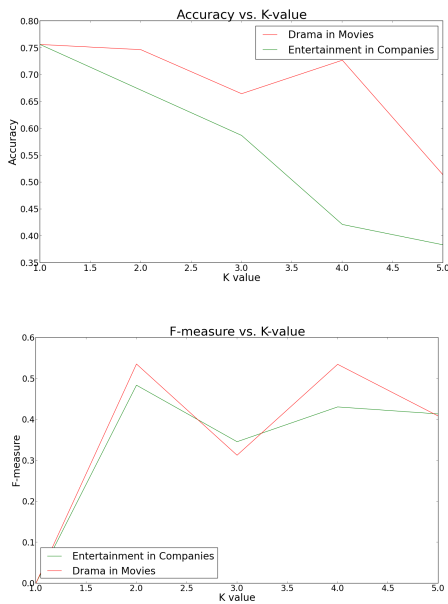 Accuracy vs. K-value
0.80
Drama in Movies
Entertainment in Companies
0.75
0.70
0.65
0.60
Accuracy
0.55
0.50
0.45
0.40
0.35
1.0 1.5 2.0 2.5 3.0 3.5 4.0 4.5 5.0
K value
F-measure vs. K-value
0.6
0.5
0.4
0.3
F-measure
0.2
0.1
Entertainment in Companies
Drama in Movies
0.0
1.0 1.5 2.0 2.5 3.0 3.5 4.0 4.5 5.0
K value